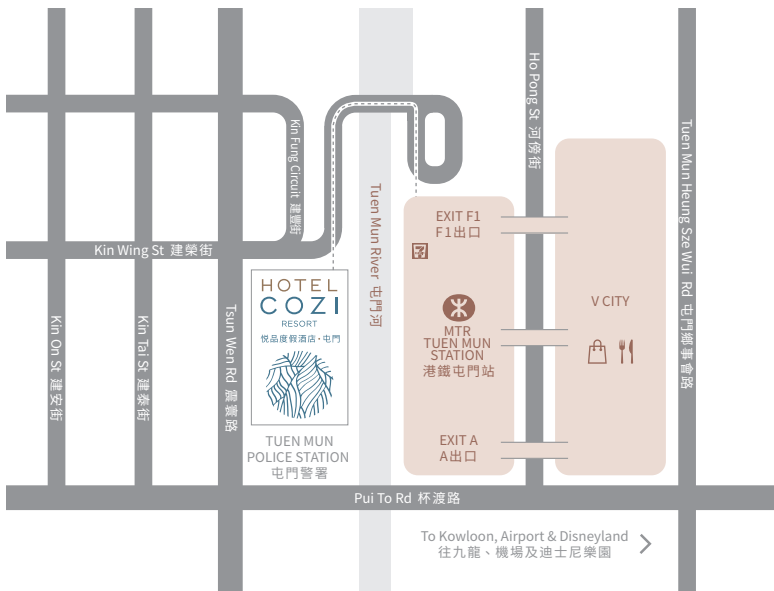 Ho Pong St 河傍街
Kin Fung Circuit 建豐街
Tuen Mun Heung Sze Wui Rd 屯門鄉事會路
Tuen Mun River 屯門河
EXIT F1
F1出口
7
Kin Wing St 建榮街
HOTEL
COZI
RESORT
悦品度假酒店·屯門
V CITY
MTR
TUEN MUN
STATION
港鐵屯門站
Kin On St 建安街
Kin Tai St 建泰街
Tsun Wen Rd 震寰路
TUEN MUN
POLICE STATION
屯門警署
EXIT A
A出口
Pui To Rd 杯渡路
To Kowloon, Airport & Disneyland
往九龍、機場及迪士尼樂園